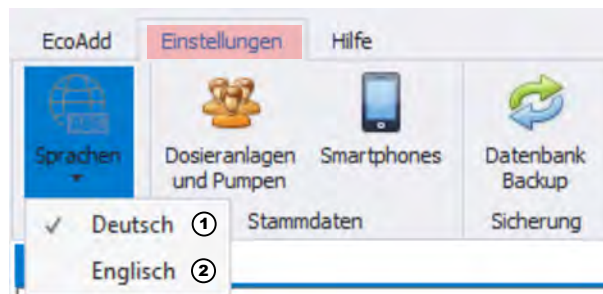 EcoAdd Einstellungen Hilfe
Sprachen Dosieranlagen und Pumpen Smartphones Datenbank Backup
Stammdaten Sicherung
✓ Deutsch ①
Englisch ②